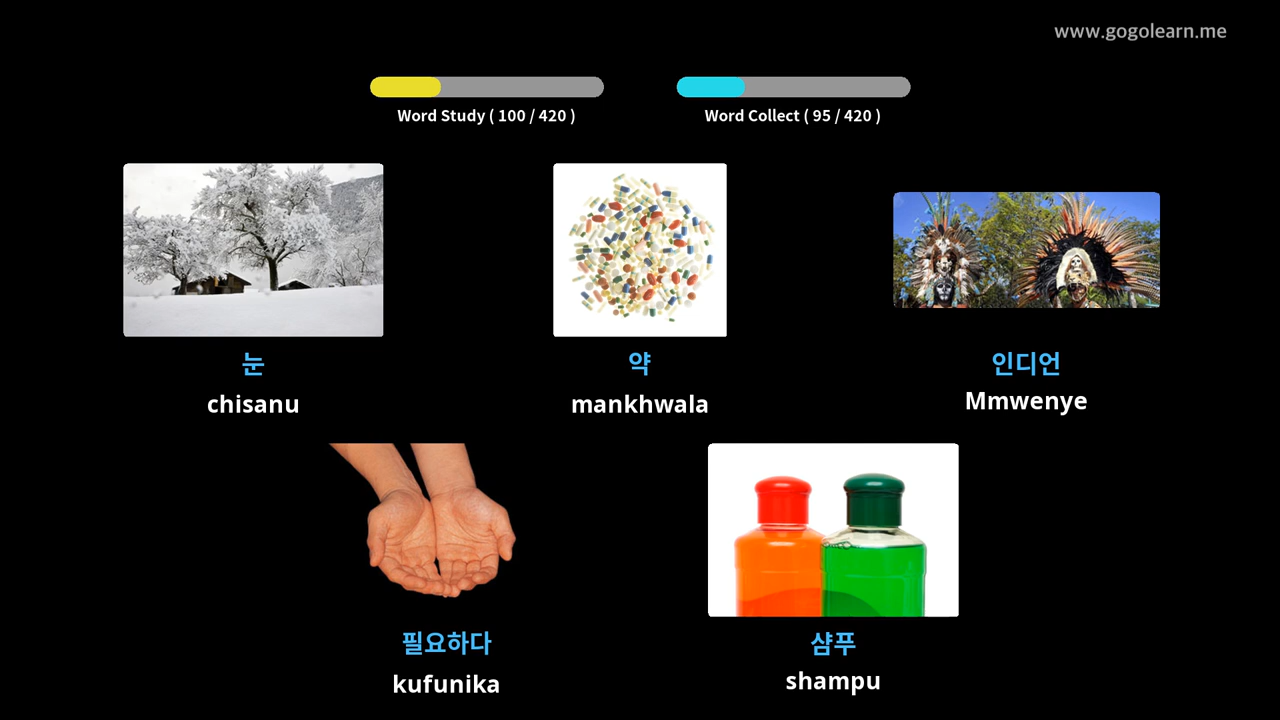 www.gogolearn.me
Word Study ( 100 / 420 )
Word Collect ( 95 / 420 )
눈
chisanu
약
mankhwala
인디언
Mmwenye
필요하다
kufunika
샴푸
shampu